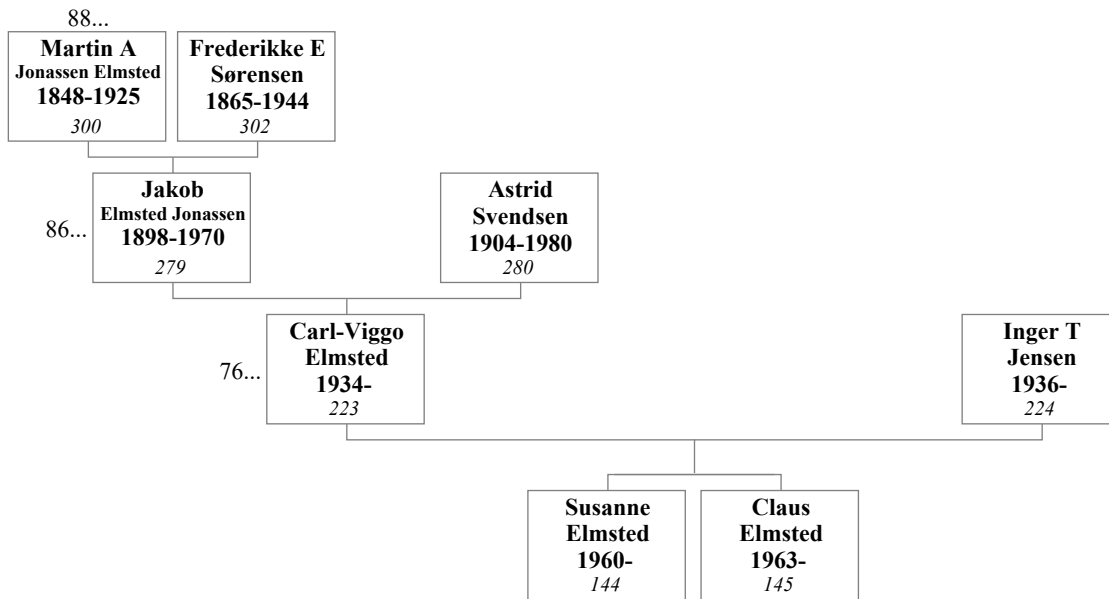 88...
Martin A
Jonassen Elmsted
1848-1925
300
Frederikke E
Sørensen
1865-1944
302
86...
Jakob
Elmsted Jonassen
1898-1970
279
Astrid
Svendsen
1904-1980
280
76...
Carl-Viggo
Elmsted
1934-
223
Inger T
Jensen
1936-
224
Susanne
Elmsted
1960-
144
Claus
Elmsted
1963-
145